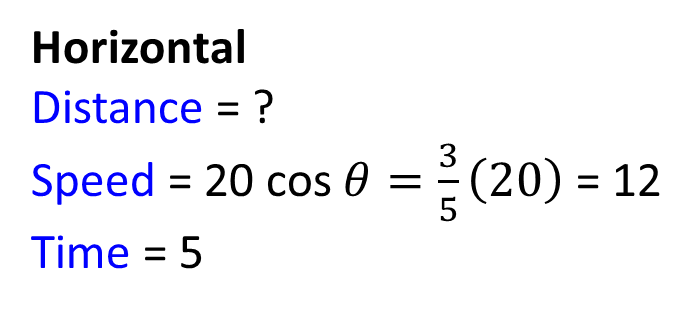 Horizontal
Distance = ?
Speed = 20 cos θ = 3/5 (20) = 12
Time = 5